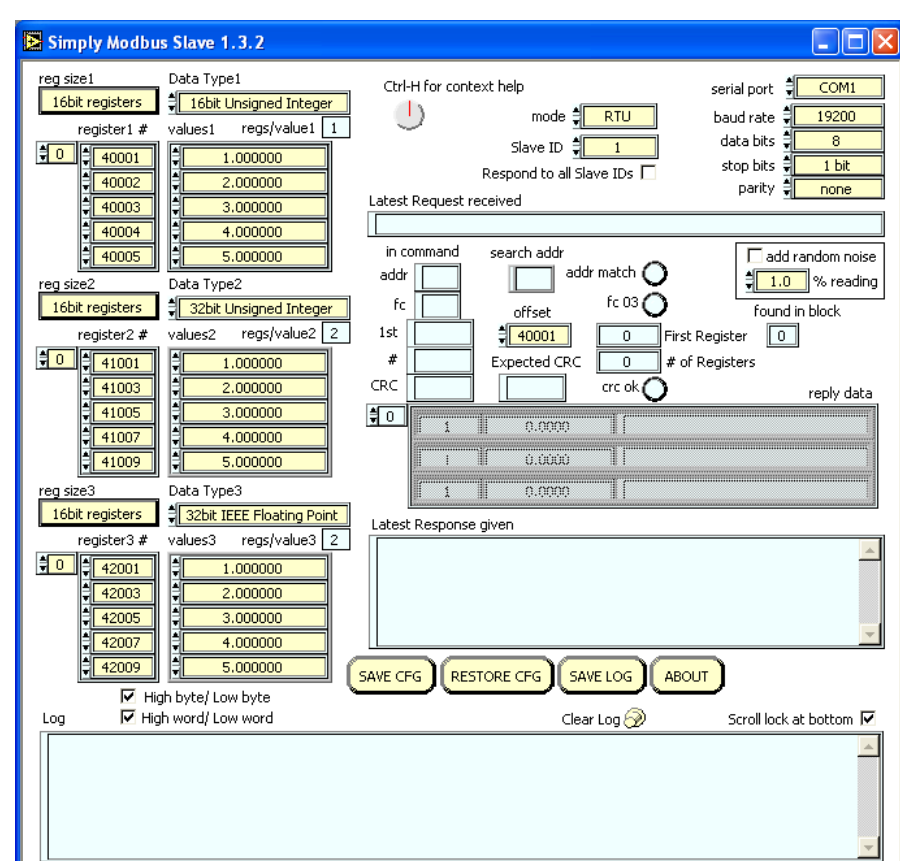 Simply Modbus Slave 1.3.2
reg size1 Data Type1
16bit registers 16bit Unsigned Integer
register1 # values1 regs/value1 1
0 40001 1.000000
40002 2.000000
40003 3.000000
40004 4.000000
40005 5.000000
reg size2 Data Type2
16bit registers 32bit Unsigned Integer
register2 # values2 regs/value2 2
0 41001 1.000000
41003 2.000000
41005 3.000000
41007 4.000000
41009 5.000000
reg size3 Data Type3
16bit registers 32bit IEEE Floating Point
register3 # values3 regs/value3 2
0 42001 1.000000
42003 2.000000
42005 3.000000
42007 4.000000
42009 5.000000
High byte/ Low byte
High word/ Low word
Ctrl-H for context help
mode RTU
Slave ID 1
Respond to all Slave IDs
serial port COM1
baud rate 19200
data bits 8
stop bits 1 bit
parity none
Latest Request received
in command search addr
addr addr match
fc offset fc 03
1st 40001 0 First Register
# Expected CRC 0 # of Registers
CRC crc ok
add random noise
1.0 % reading
found in block
0
reply data
0 1 0.0000
1 0.0000
1 0.0000
Latest Response given
SAVE CFG RESTORE CFG SAVE LOG ABOUT
Log Clear Log Scroll lock at bottom